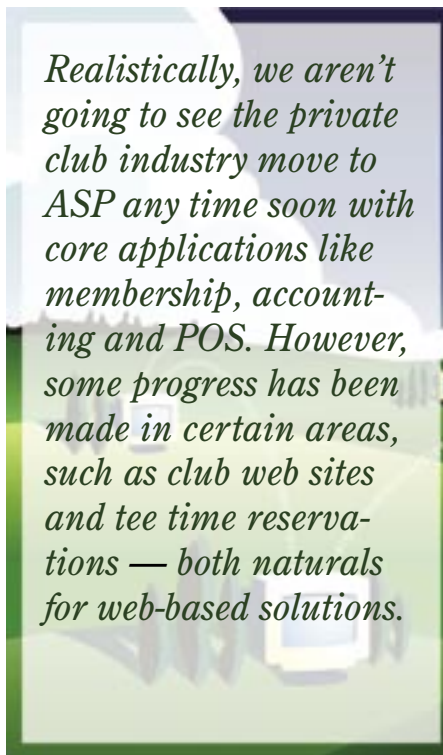 Realistically, we aren’t
going to see the private
club industry move to
ASP any time soon with
core applications like
membership, account-
ing and POS. However,
some progress has been
made in certain areas,
such as club web sites
and tee time reserva-
tions — both naturals
for web-based solutions.